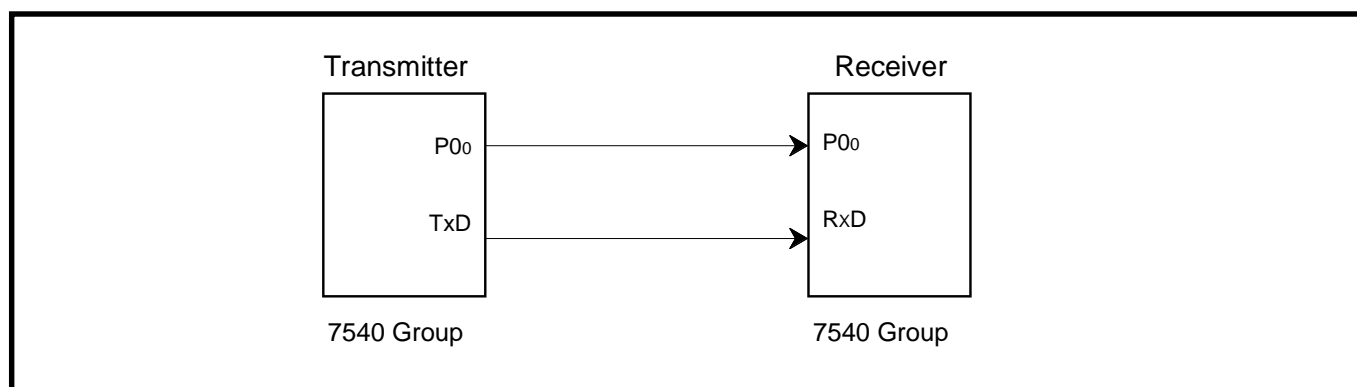 Transmitter Receiver
P0₀ P0₀
TxD RxD
7540 Group 7540 Group